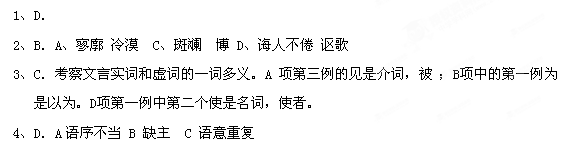 1、D.
2、B. A、寥廓 冷漠  C、斑斓  博 D、诲人不倦 讴歌
3、C. 考察文言实词和虚词的一词多义。A 项第三例的见是介词，被 ；B项中的第一例为
是以为。D项第一例中第二个使是名词，使者。
4、D. A语序不当 B 缺主  C 语意重复